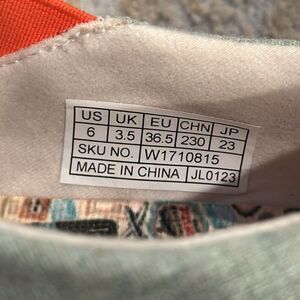 US UK EU CHN JP
6 3.5 36.5 230 23
SKU NO. W1710815
MADE IN CHINA JL0123